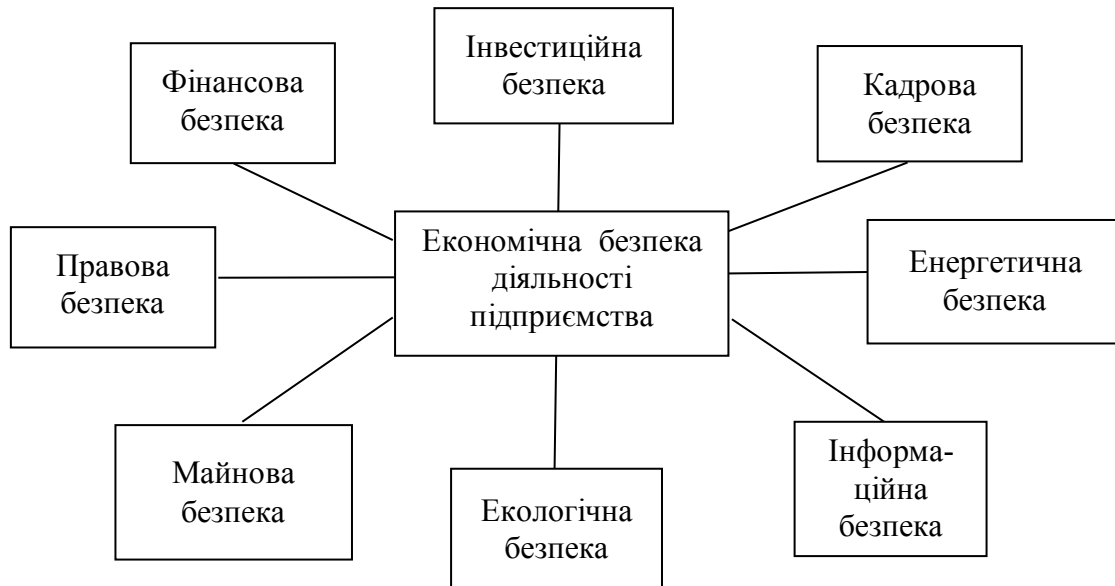 Інвестиційна
безпека
Фінансова
безпека
Кадрова
безпека
Економічна безпека
діяльності
підприємства
Правова
безпека
Енергетична
безпека
Майнова
безпека
Екологічна
безпека
Інформа-
ційна
безпека